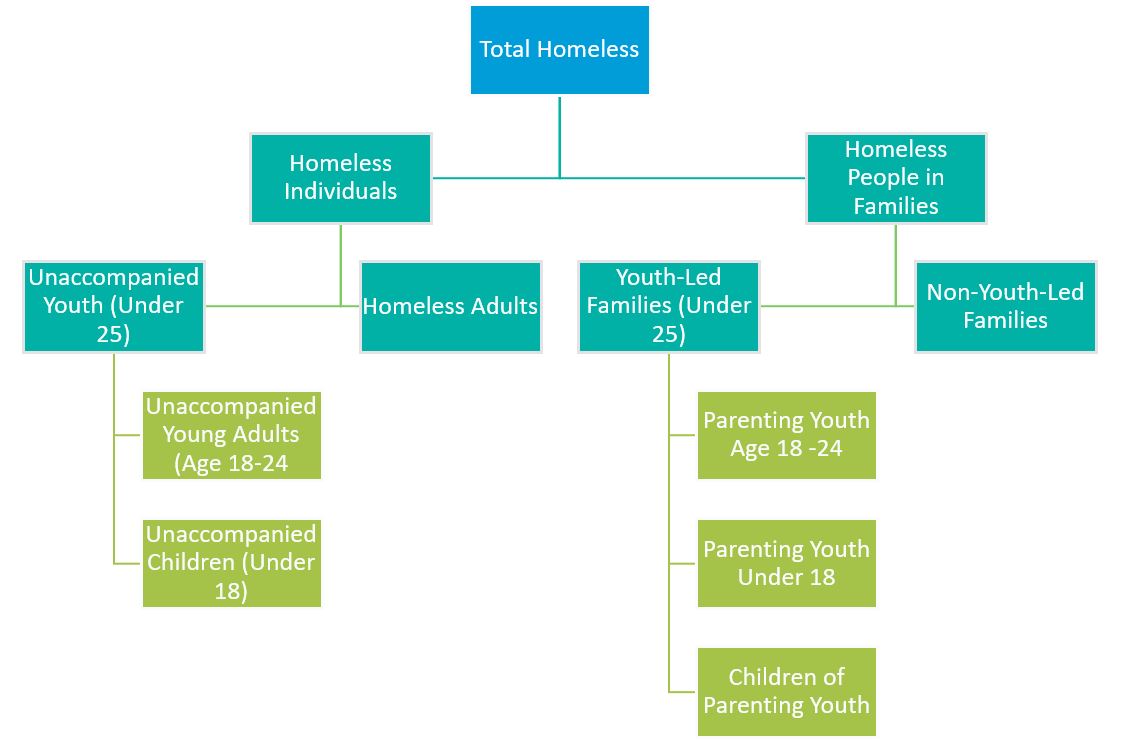 Total Homeless
Homeless
Individuals
Homeless
People in
Families
Unaccompanied
Youth (Under
25)
Homeless Adults
Youth-Led
Families (Under
25)
Non-Youth-Led
Families
Unaccompanied
Young Adults
(Age 18-24
Unaccompanied
Children (Under
18)
Parenting Youth
Age 18 -24
Parenting Youth
Under 18
Children of
Parenting Youth